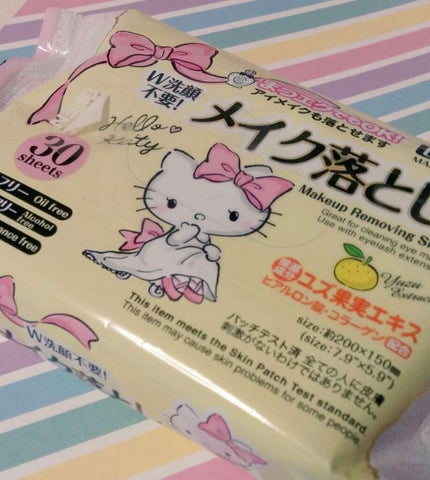 W洗顔
不要!
アイメイクも落とせます
メイク落とし
Hello
Kitty
30
sheets
フリー Oil free
フリー Alcohol free
free
Makeup Removing
Great for cleaning eye
Use with eyelash
Yuzu
Extract
ユズ果実エキス
ヒアルロン酸・コラーゲン配合
size:約200×150mm
(size: 7.9"×5.9")
パッチテスト済 全ての人に皮膚
刺激がないわけではありません。
This item meets the Skin Patch Test standard.
This item may cause skin problems for some people.
W洗顔不要!